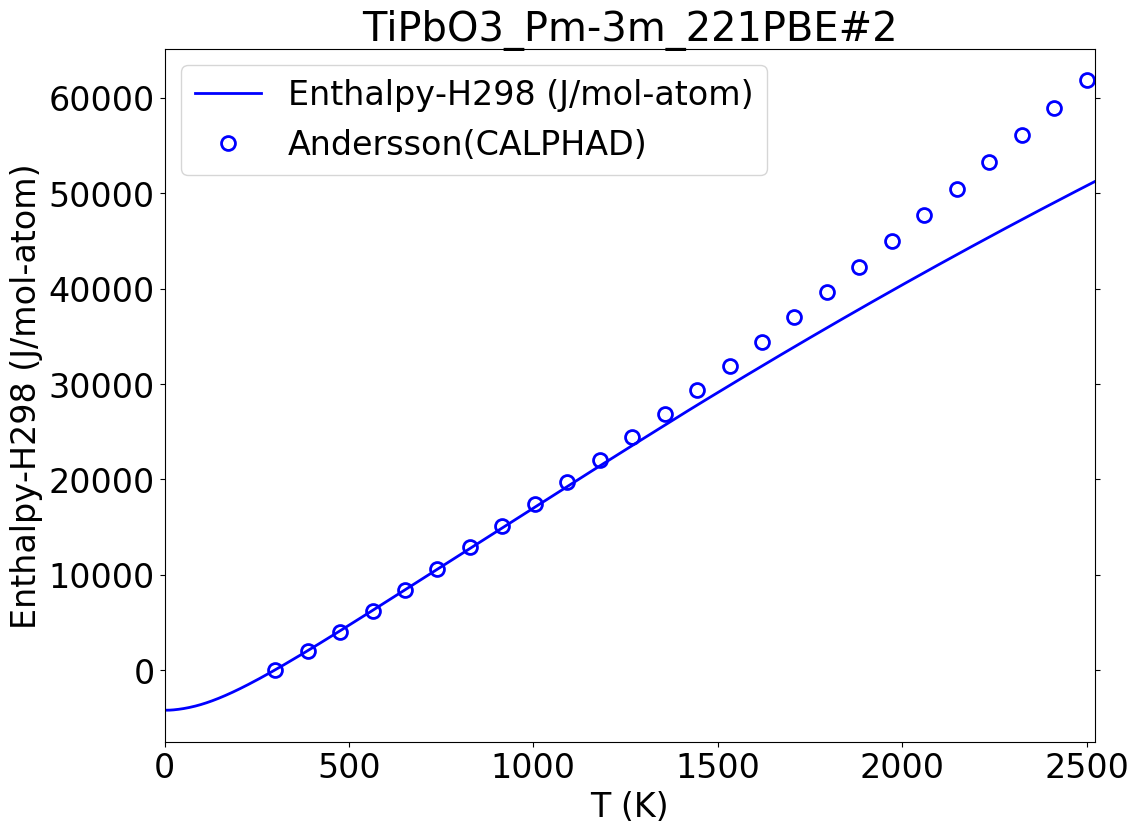 TiPbO3_Pm-3m_221PBE#2
Enthalpy-H298 (J/mol-atom)
Andersson(CALPHAD)
Enthalpy-H298 (J/mol-atom)
60000
50000
40000
30000
20000
10000
0
0 500 1000 1500 2000 2500
T (K)